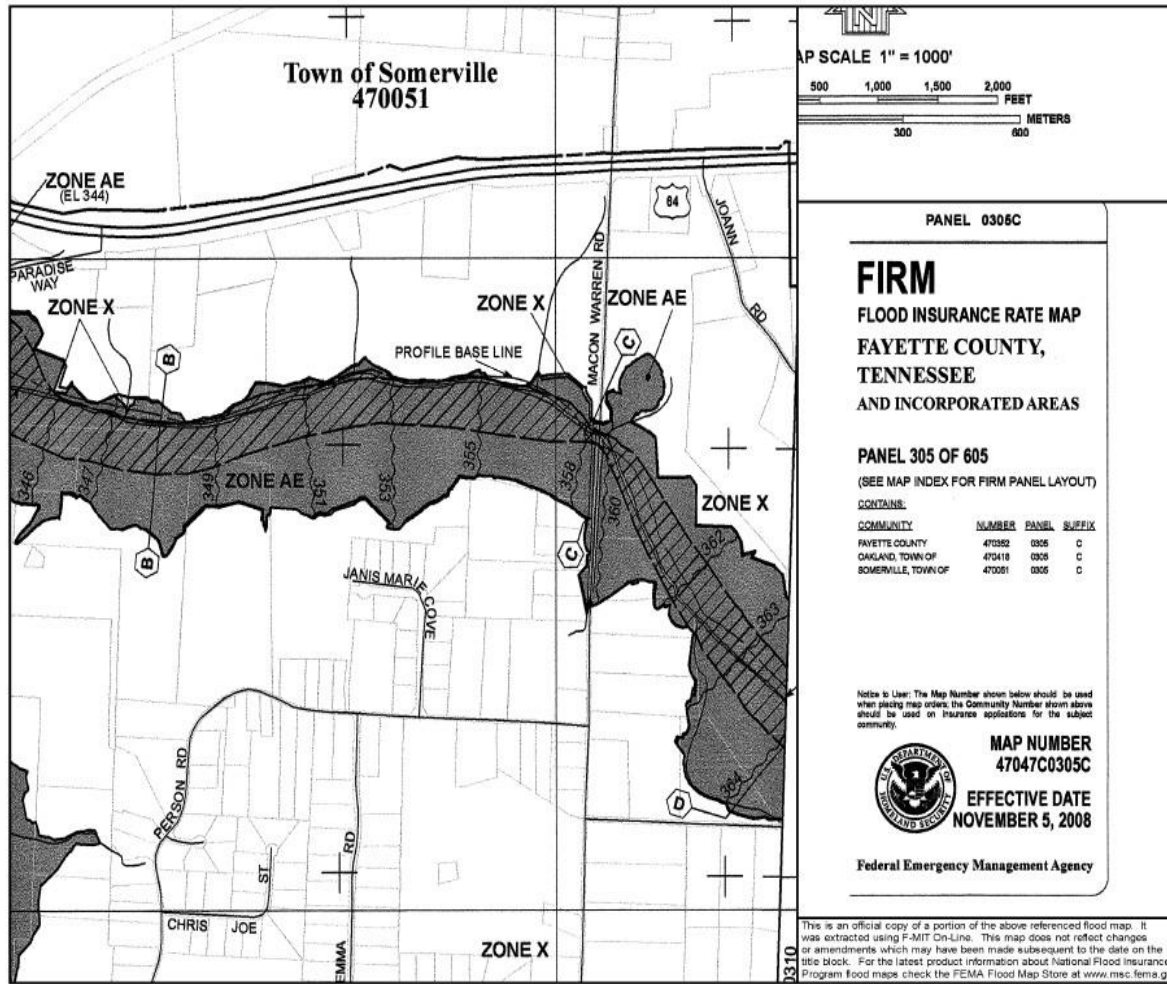 Town of Somerville
470051
ZONE AE
(EL 344)
PARADISE
WAY
ZONE X
B
PROFILE BASE LINE
ZONE X
MACON WARREN RD
64
JOANN
RD
ZONE AE
C
346
347
349
ZONE AE
351
353
355
358
360
ZONE X
362
363
364
B
C
D
JANIS MARIE COVE
PERSON RD
CHRIS JOE ST
EMMA RD
ZONE X
0310
N
AP SCALE 1" = 1000'
500 1,000 1,500 2,000
FEET
METERS
300 600
PANEL 0305C
FIRM
FLOOD INSURANCE RATE MAP
FAYETTE COUNTY,
TENNESSEE
AND INCORPORATED AREAS
PANEL 305 OF 605
(SEE MAP INDEX FOR FIRM PANEL LAYOUT)
CONTAINS:
COMMUNITY NUMBER PANEL SUFFIX
FAYETTE COUNTY 470352 0305 C
OAKLAND, TOWN OF 470418 0305 C
SOMERVILLE, TOWN OF 470051 0305 C
Notice to User: The Map Number shown below should be used
when placing map orders; the Community Number shown above
should be used on insurance applications for the subject
community.
U.S. DEPARTMENT OF HOMELAND SECURITY
MAP NUMBER
47047C0305C
EFFECTIVE DATE
NOVEMBER 5, 2008
Federal Emergency Management Agency
This is an official copy of a portion of the above referenced flood map. It
was extracted using F-MIT On-Line. This map does not reflect changes
or amendments which may have been made subsequent to the date on the
title block. For the latest product information about National Flood Insurance
Program flood maps check the FEMA Flood Map Store at www.msc.fema.g